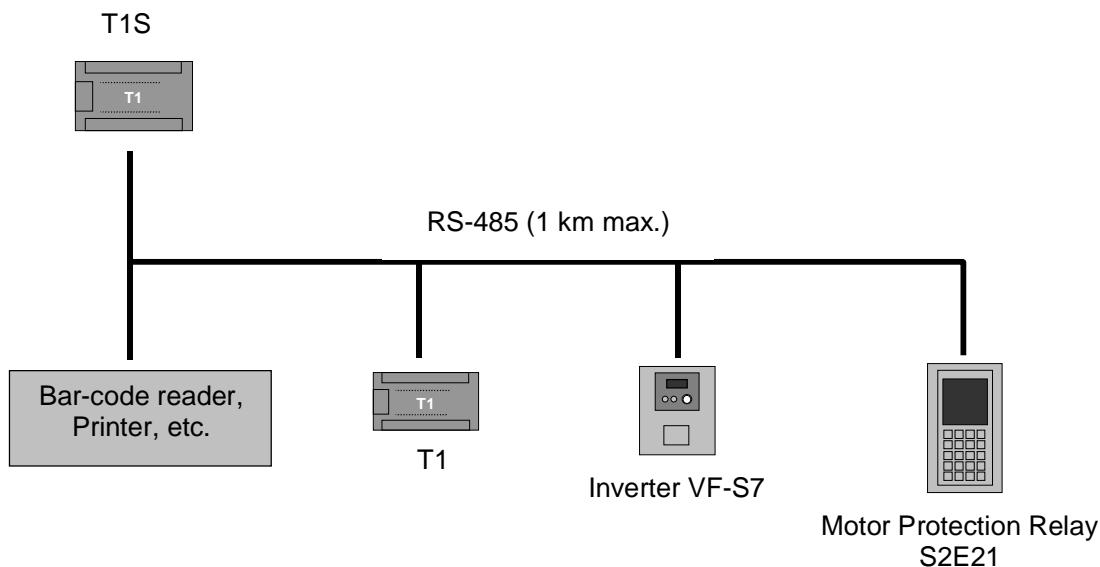 T1S
T1
RS-485 (1 km max.)
Bar-code reader,
Printer, etc.
T1
T1
Inverter VF-S7
Motor Protection Relay
S2E21